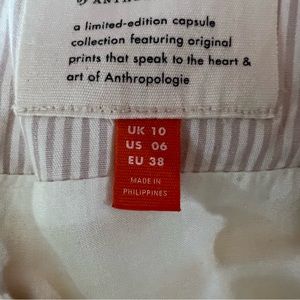 a limited-edition capsule
collection featuring original
prints that speak to the heart &
art of Anthropologie
UK 10
US 06
EU 38
MADE IN
PHILIPPINES